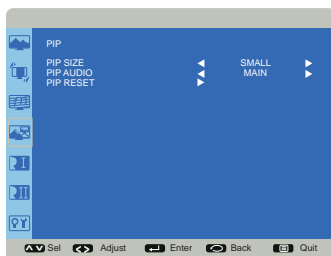 PIP
PIP SIZE SMALL
PIP AUDIO MAIN
PIP RESET
Sel Adjust Enter Back Quit